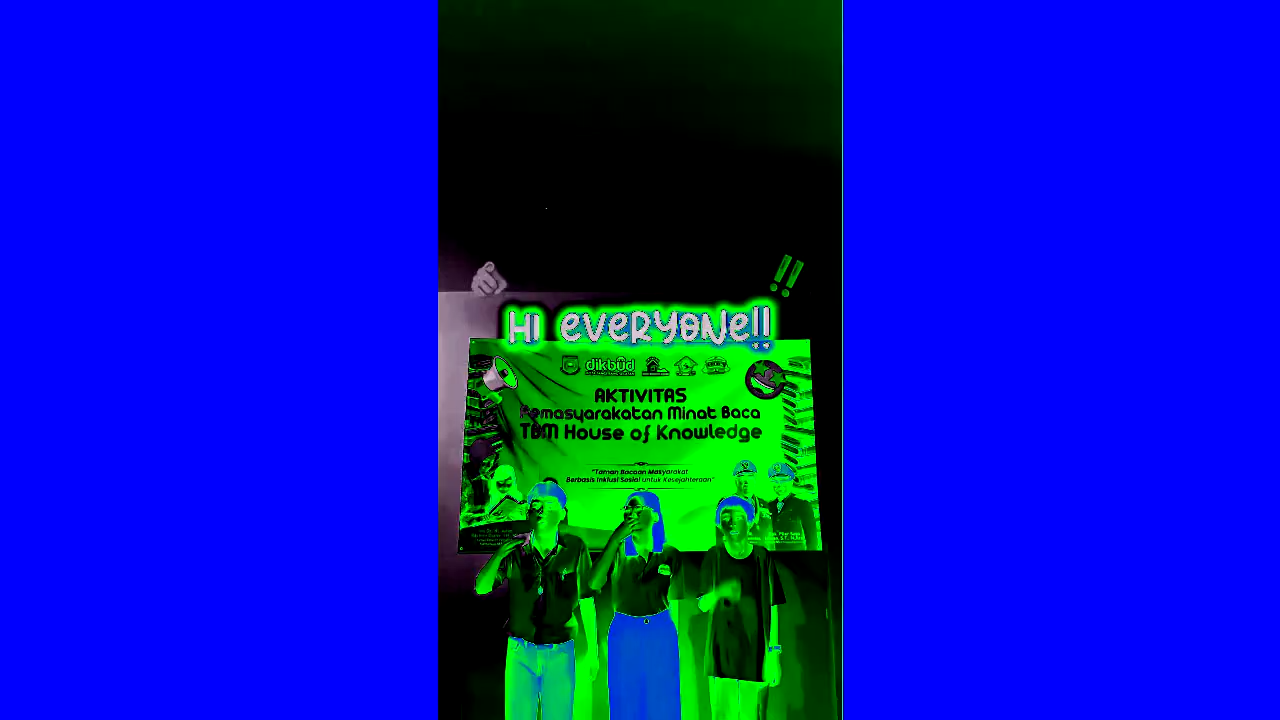 !!
HI everyone!!
dikbud
AKTIVITAS
Pemasyarakatan Minat Baca
TBM House of Knowledge
"Taman Bacaan Masyarakat
Berbasis Inklusi Sosial untuk Kesejahteraan"